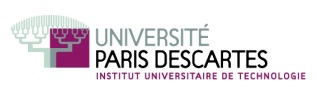 UNIVERSITÉ
PARIS DESCARTES
INSTITUT UNIVERSITAIRE DE TECHNOLOGIE